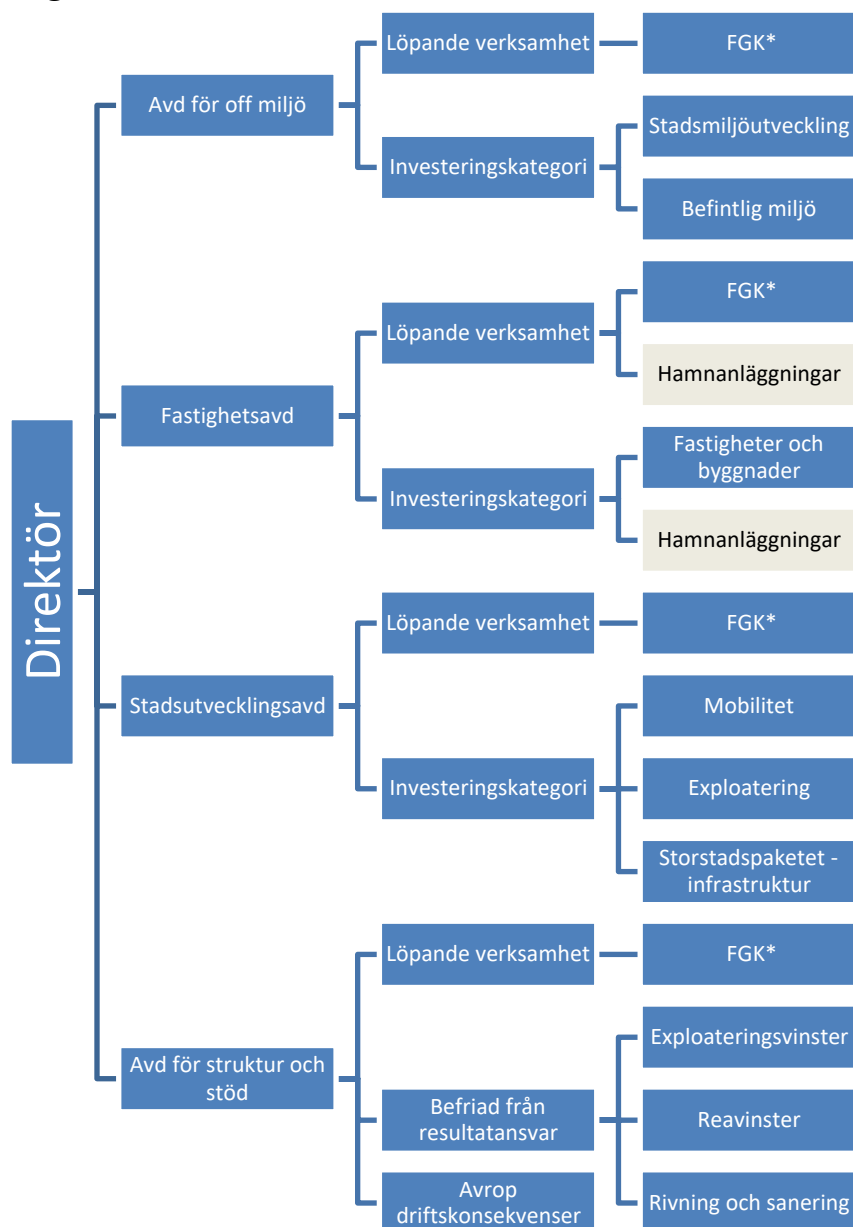 Direktör
Avd för off miljö
Löpande verksamhet
FGK*
Investeringskategori
Stadsmiljöutveckling
Befintlig miljö
Fastighetsavd
Löpande verksamhet
FGK*
Hamnanläggningar
Investeringskategori
Fastigheter och
byggnader
Hamnanläggningar
Stadsutvecklingsavd
Löpande verksamhet
FGK*
Investeringskategori
Mobilitet
Exploatering
Storstadspaketet -
infrastruktur
Avd för struktur och
stöd
Löpande verksamhet
FGK*
Befriad från
resultatansvar
Exploateringsvinster
Reavinster
Rivning och sanering
Avrop
driftskonsekvenser